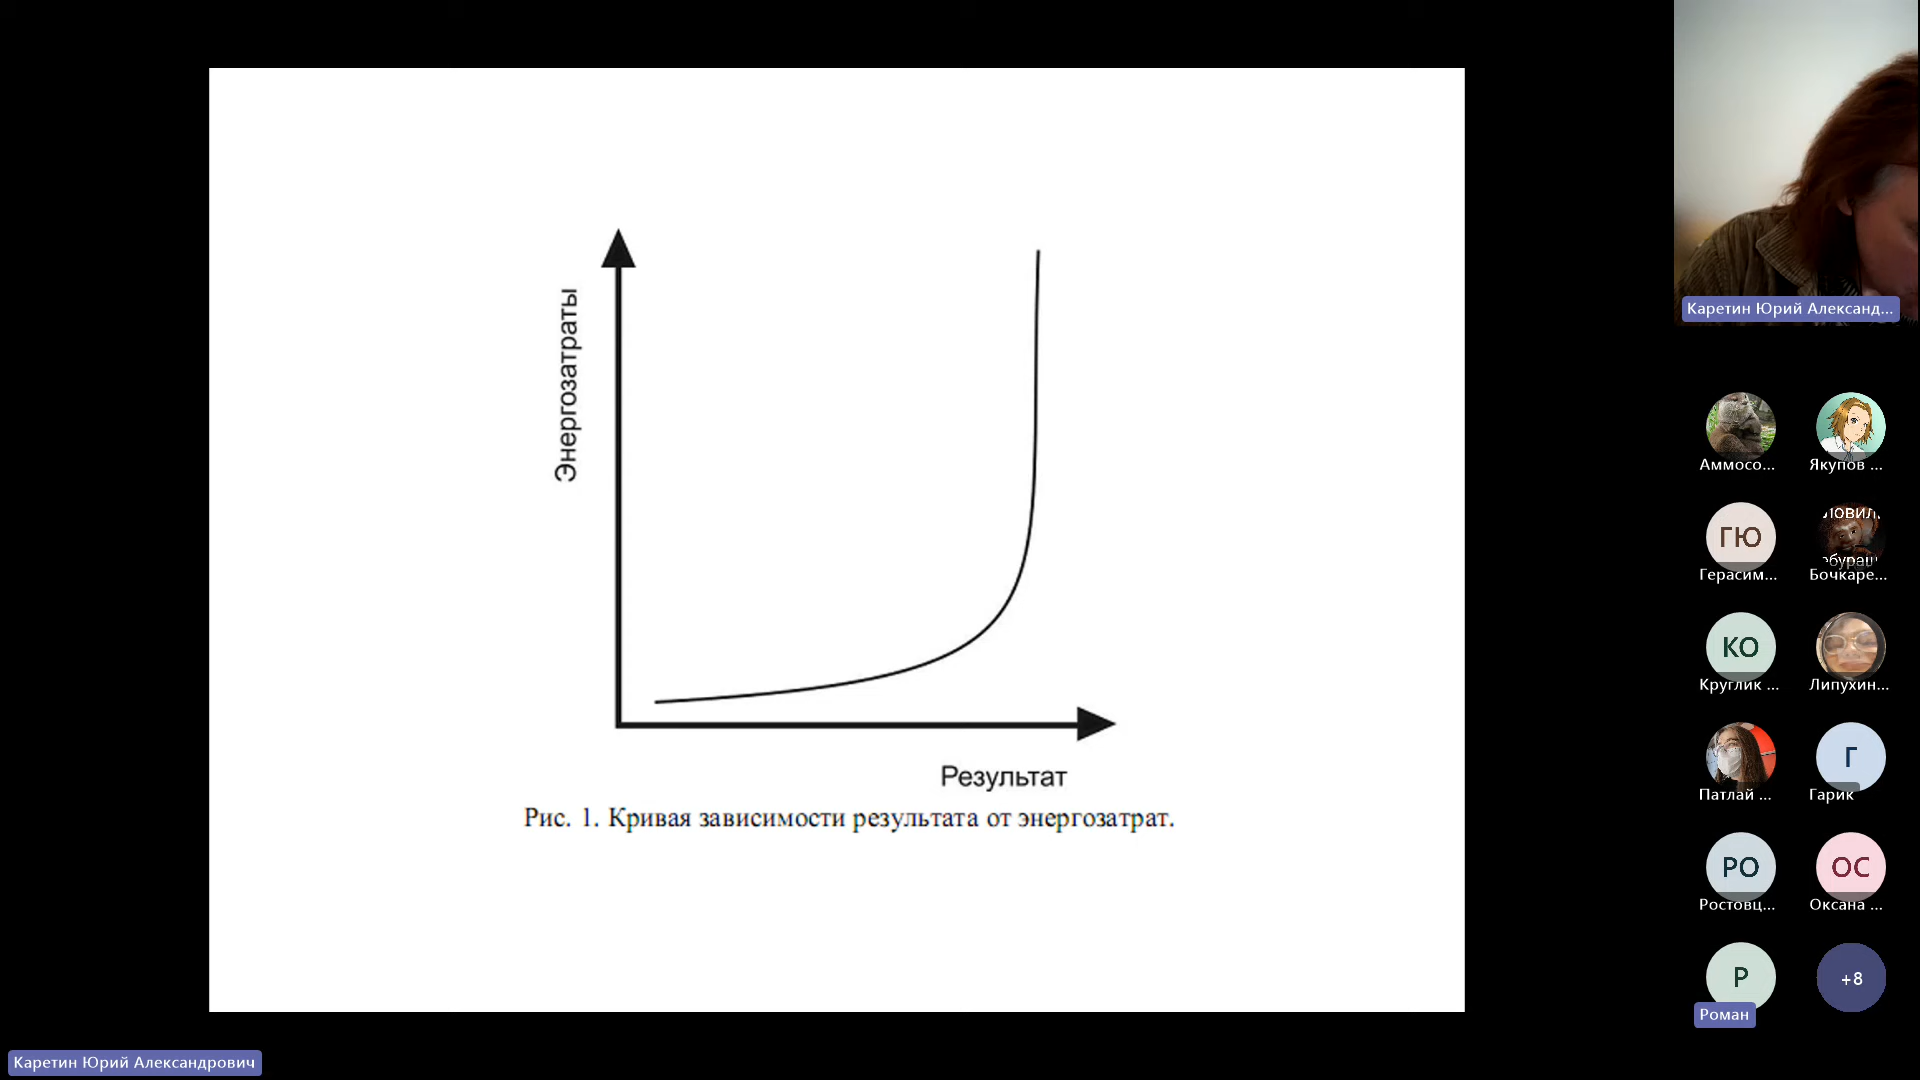 Энергозатраты
Результат
Рис. 1. Кривая зависимости результата от энергозатрат.
Каретин Юрий Александ...
Аммосо...
Якупов ...
ГЮ
Герасим...
Бочкаре...
КО
Круглик ...
Липухин...
Патлай ...
Г
Гарик
РО
Ростовц...
ОС
Оксана ...
Р
Роман
+8
Каретин Юрий Александрович